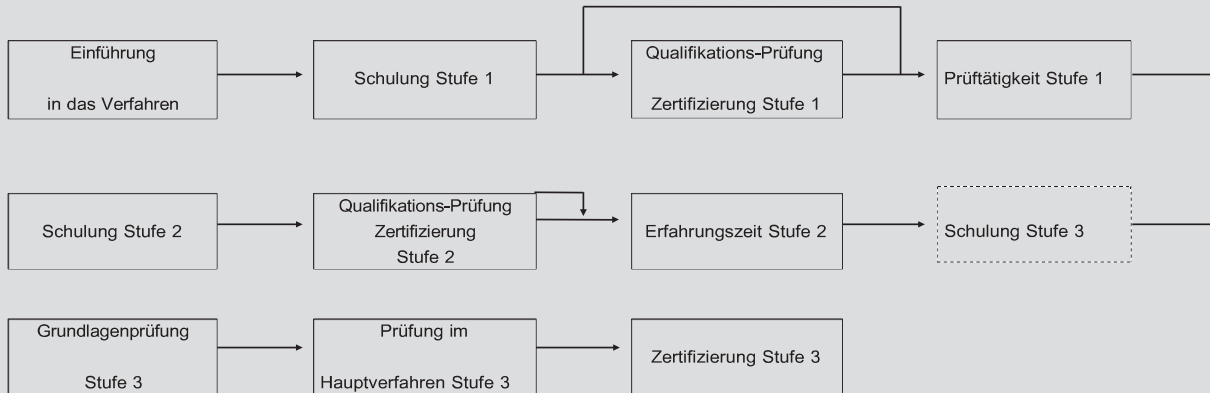 Einführung
in das Verfahren
Schulung Stufe 1
Qualifikations-Prüfung
Zertifizierung Stufe 1
Prüftätigkeit Stufe 1
Schulung Stufe 2
Qualifikations-Prüfung
Zertifizierung
Stufe 2
Erfahrungszeit Stufe 2
Schulung Stufe 3
Grundlagenprüfung
Stufe 3
Prüfung im
Hauptverfahren Stufe 3
Zertifizierung Stufe 3